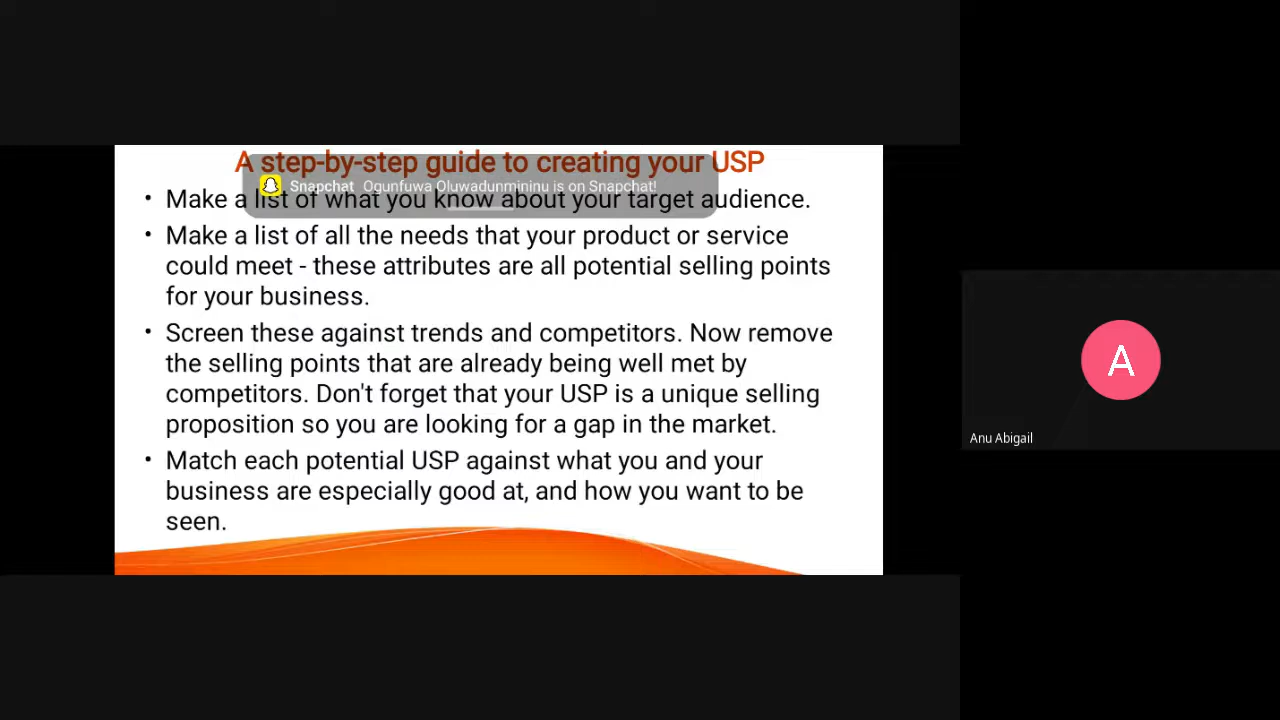 A step-by-step guide to creating your USP
Snapchat Ogunfuwa Oluwadunmininu is on Snapchat!
• Make a list of what you know about your target audience.
• Make a list of all the needs that your product or service
could meet - these attributes are all potential selling points
for your business.
• Screen these against trends and competitors. Now remove
the selling points that are already being well met by
competitors. Don't forget that your USP is a unique selling
proposition so you are looking for a gap in the market.
• Match each potential USP against what you and your
business are especially good at, and how you want to be
seen.
A
Anu Abigail